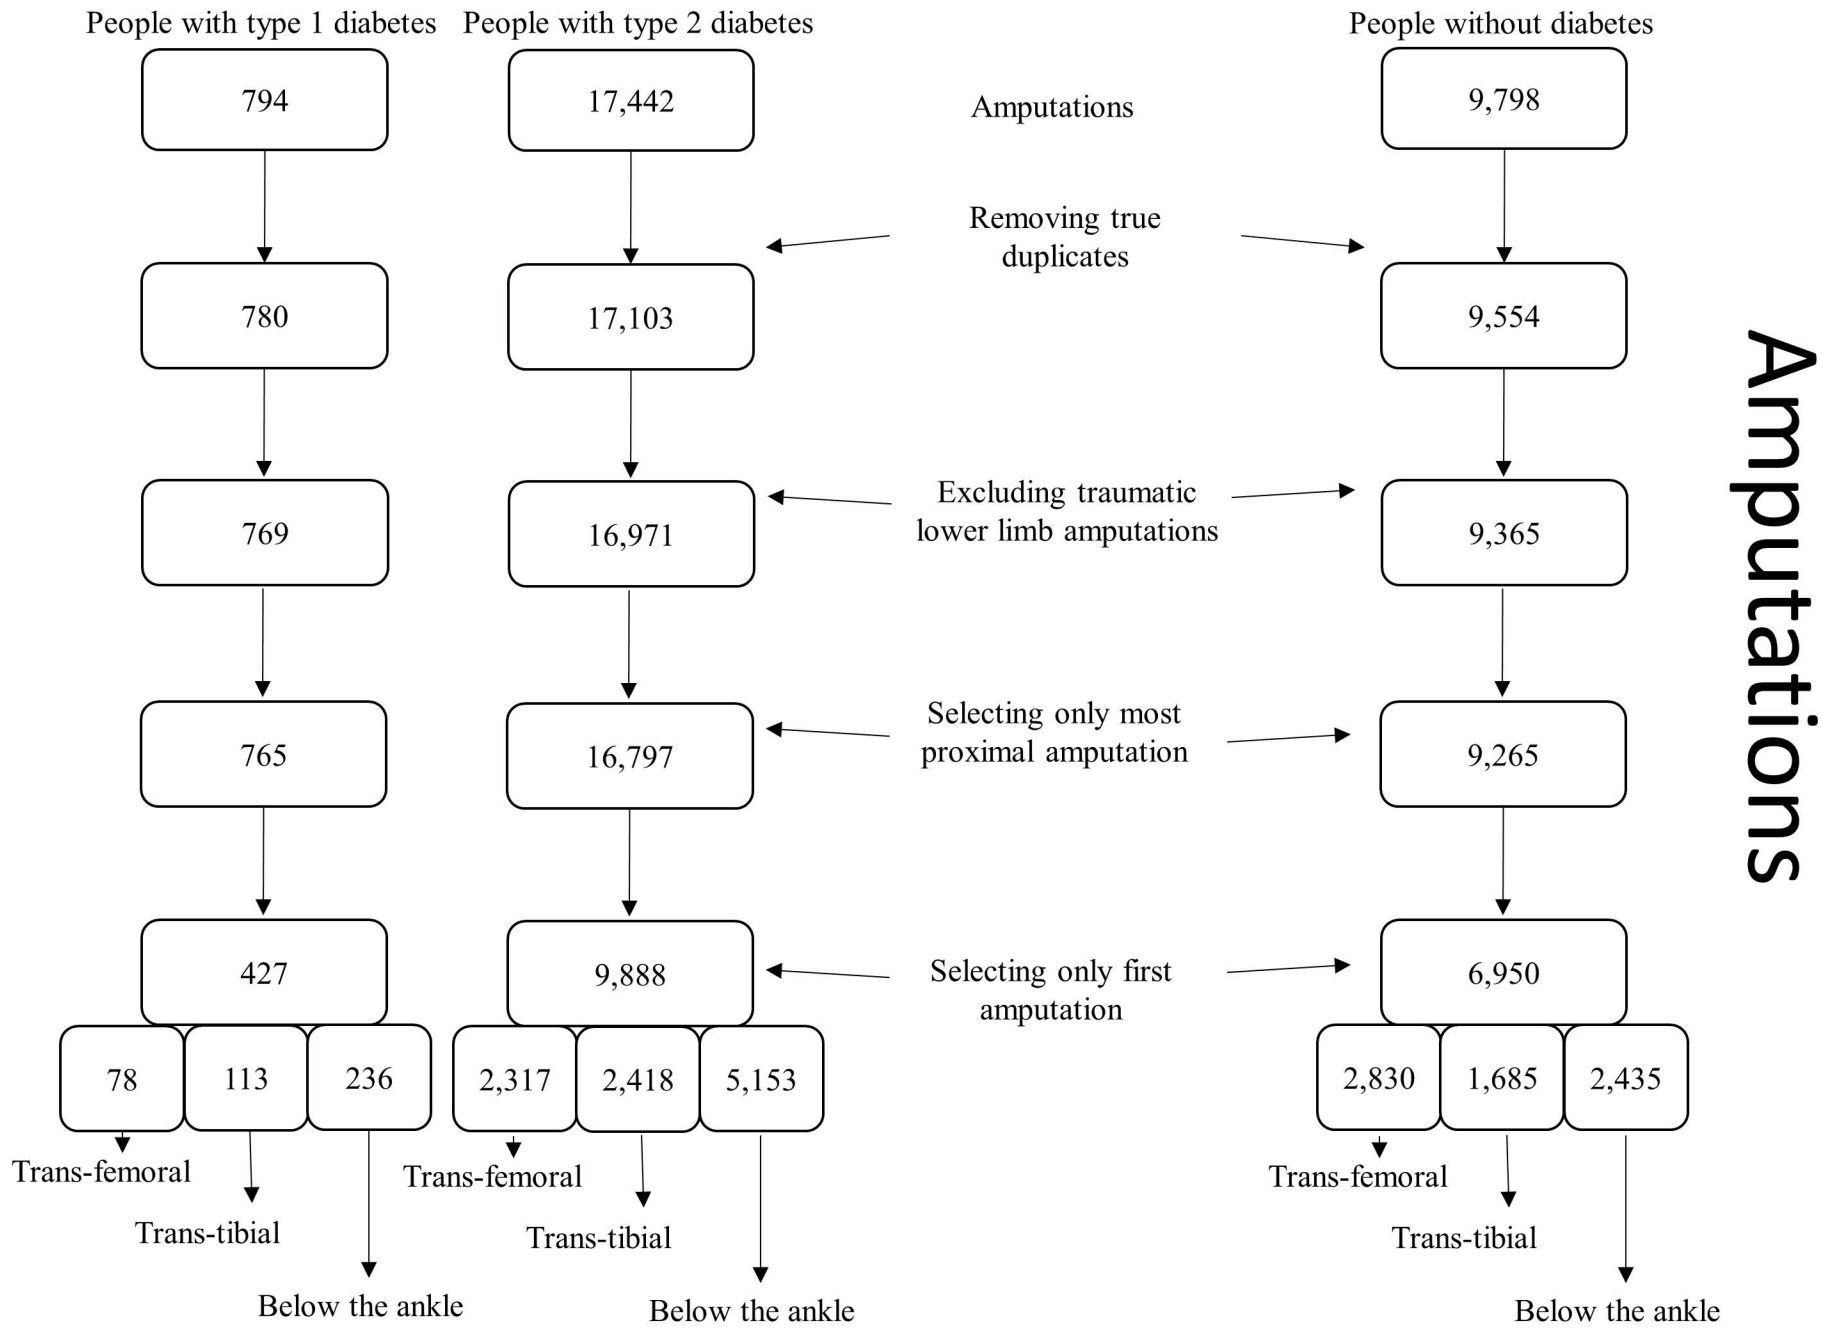 People with type 1 diabetes
People with type 2 diabetes
People without diabetes
794
17,442
Amputations
9,798
Removing true
duplicates
780
17,103
9,554
Excluding traumatic
lower limb amputations
769
16,971
9,365
Selecting only most
proximal amputation
765
16,797
9,265
427
9,888
Selecting only first
amputation
6,950
78
113
236
2,317
2,418
5,153
2,830
1,685
2,435
Trans-femoral
Trans-tibial
Below the ankle
Trans-femoral
Trans-tibial
Below the ankle
Trans-femoral
Trans-tibial
Below the ankle
Amputations